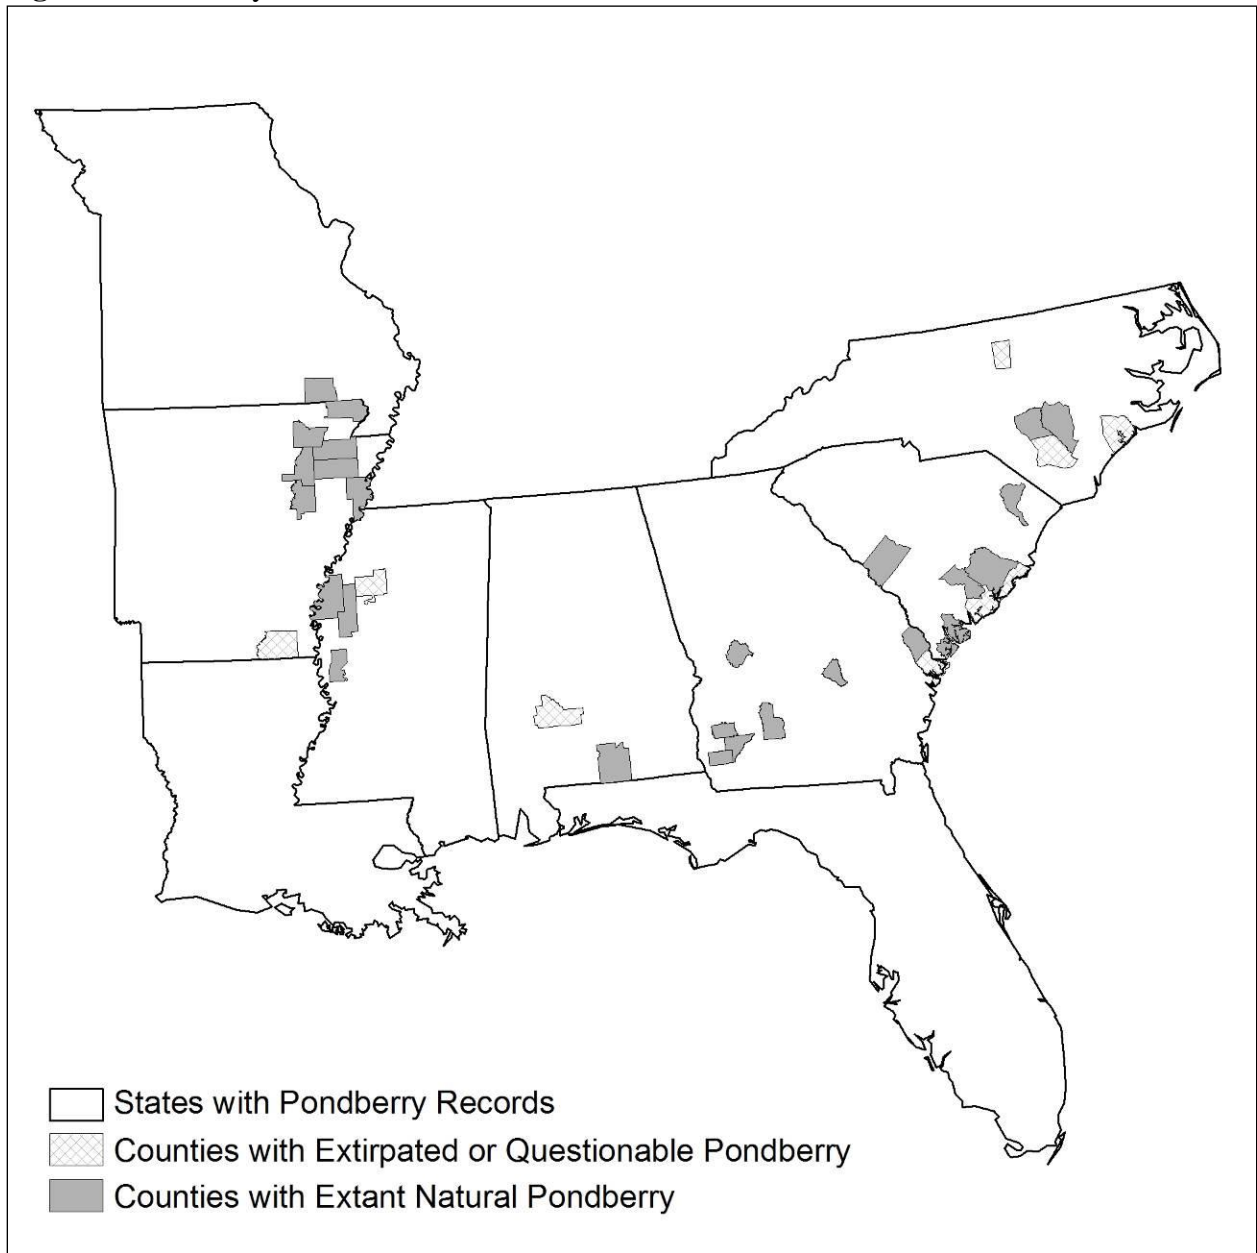 States with Pondberry Records
Counties with Extirpated or Questionable Pondberry
Counties with Extant Natural Pondberry